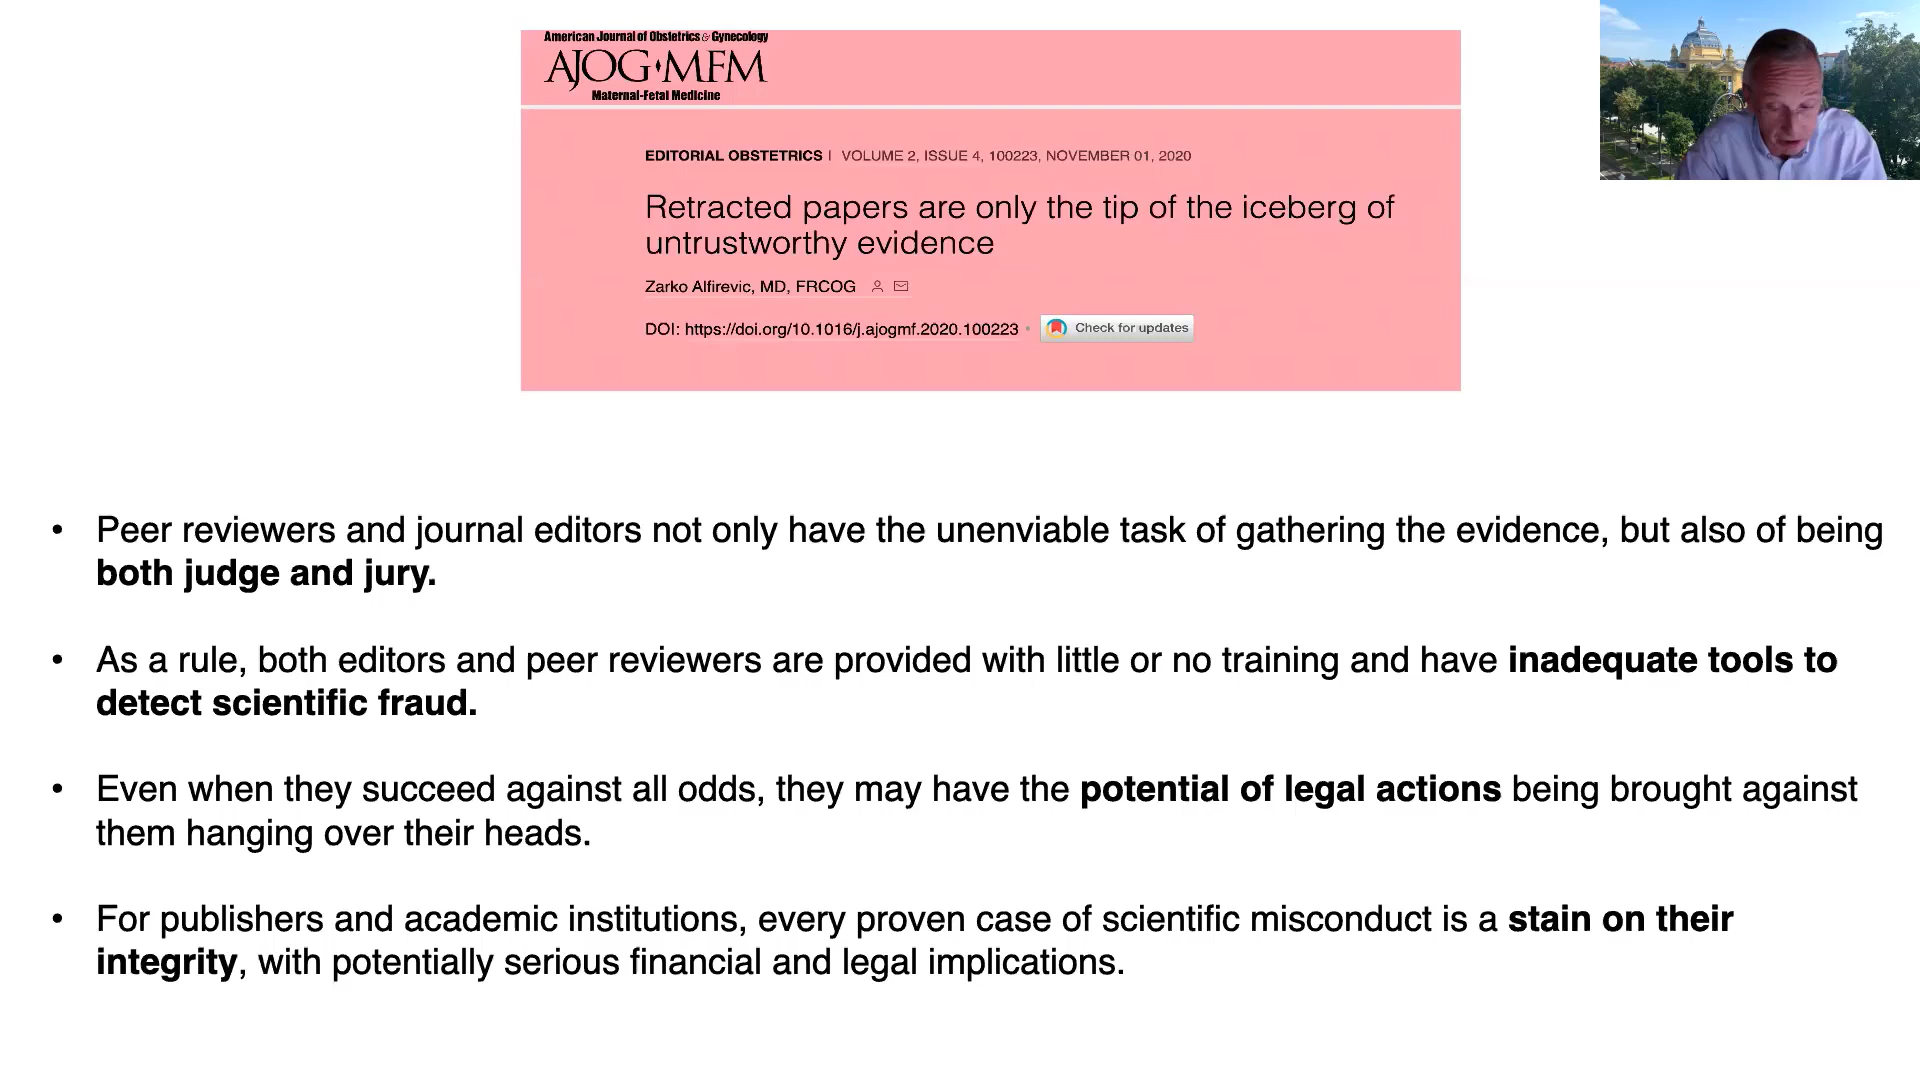 American Journal of Obstetrics & Gynecology
AJOG•MFM
Maternal-Fetal Medicine
EDITORIAL OBSTETRICS | VOLUME 2, ISSUE 4, 100223, NOVEMBER 01, 2020
Retracted papers are only the tip of the iceberg of
untrustworthy evidence
Zarko Alfirevic, MD, FRCOG
DOI: https://doi.org/10.1016/j.ajogmf.2020.100223 • Check for updates
• Peer reviewers and journal editors not only have the unenviable task of gathering the evidence, but also of being
both judge and jury.
• As a rule, both editors and peer reviewers are provided with little or no training and have inadequate tools to
detect scientific fraud.
• Even when they succeed against all odds, they may have the potential of legal actions being brought against
them hanging over their heads.
• For publishers and academic institutions, every proven case of scientific misconduct is a stain on their
integrity, with potentially serious financial and legal implications.